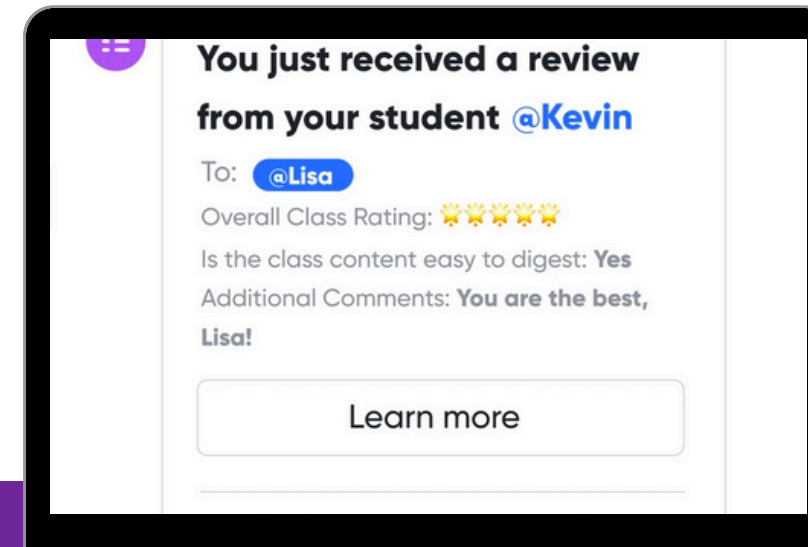 You just received a review
from your student @Kevin
To: @Lisa
Overall Class Rating: 🌟🌟🌟🌟🌟
Is the class content easy to digest: Yes
Additional Comments: You are the best,
Lisa!
Learn more